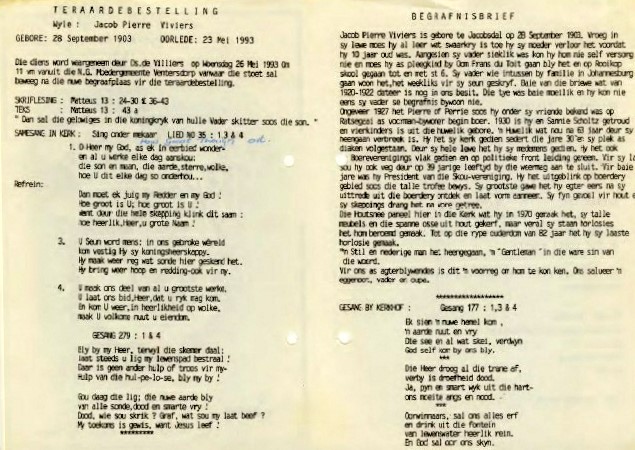 TERAARDEBESTELLING
Wyle : Jacob Pierre Viviers
GEBORE: 28 September 1903 OORLEDE: 23 Mei 1993
Die diens word waargeneem deur Ds.de Villiers op Woensdag 26 Mei 1993 Om
11 vm vanuit die N.G. Moedergemeente Ventersdorp vanwaar die stoet sal
beweeg na die begraafplaas vir die teraardebestelling.
SKRIFLESING : Matteus 13 : 24-30 & 36-43
TEKS : Matteus 13 : 43 a
" Dan sal die gelowiges in die koningkryk van hulle Vader skitter soos die son. "
SAMESANG IN KERK : Sing onder mekaar LIED NO 35 : 1 3 & 4
1. O Heer my God, as ek in eerbied wonder
en al u werke elke dag aanskou:
die son en maan, die aarde, sterre, wolke,
hoe U dit elke dag so onderhou...
Refrein:
Dan moet ek juig my Redder en my God !
Hoe groot is U; hoe groot is U !
want deur die hele skepping klink dit saam :
hoe heerlik, Heer, u grote Naam !
3. U Seun word mens: in ons gebroke wêreld
kom vestig Hy sy koningsheerskappy.
Hy maak weer reg wat sonde hier geskend het.
Hy bring weer hoop en redding-ook vir my.
4. U maak ons deel van al u grootste werke.
U laat ons bid, Heer, dat u ryk mag kom.
En kom U weer, in heerlikheid op wolke,
maak U volkome nuut u eiendom.
GESANG 279 : 1 & 4
Bly by my Heer, terwyl die skemer daal;
laat steeds u lig my lewenspad bestraal !
Daar is geen ander hulp of troos vir my-
Hulp van die hul-pe-lo-se, bly my by !
Gou daag die lig; die nuwe aarde bly
van alle sonde, dood en smarte vry !
Dood, wie sou skrik ? Graf, wat sou my laat beef ?
My toekoms is gewis, want Jesus leef !
*********
BEGRAFNISBRIEF
Jacob Pierre Viviers is gebore te Jacobsdal op 28 September 1903. Vroeg in
sy lewe moes hy al leer wat swaarkry is toe hy sy moeder verloor het voordat
hy 10 jaar oud was. Aangesien sy vader sieklik was kon hy hom nie self versorg
nie en moes hy as pleegkind by Oom Frans du Toit gaan bly het en op Rooikop
skool gegaan tot en met st 6. Sy vader wie intussen by familie in Johannesburg
gaan woon het, het weekliks vir sy seun geskryf. Baie van die briewe wat van
1920-1922 dateer is nog in ons besit. Die tye was baie moeilik en hy kon nie
eens sy vader se begrafnis bywoon nie.
Ongeveer 1927 het Pierre of Porrie soos hy onder sy vriende bekend was op
Rotsegsel as voorman-bywoner begin boer. 1930 is hy en Sannie Scholtz getroud
en vierkinders is uit die huwelik gebore. 'n Huwelik wat nou na 63 jaar deur sy
heengaan verbreek is. Hy het sy kerk gedien sedert die jare 30 en sy plek as
diaken volgestaan. Deur sy hele lewe het hy sy medemens gedien. Hy het ook
Boereverenigings vlak gedien en op politieke front leiding geneem. Vir sy
sou hy ook weg deur op 39 jarige leeftyd by die weermag aan te sluit. Vir baie
jare was hy President van die Skou-vereniging. Hy het uitgeblink op boerdery
gebied soos die talle trofee bewys. Sy grootste gawe het hy egter eers na sy
uittrede uit die boerdery ontdek en laat vorm aanneem. Sy fyn gevoel vir hout en
sy skeppings drang het na vore getree.
Die Houtsnee paneel hier in die Kerk wat hy in 1970 gemaak het, sy talle
meubels en die spanne osse uit hout gekerf, maar veral sy staan horlosies
het hom beroemd gemaak. Tot op die rype ouderdom van 82 jaar het hy sy laaste
horlosie gemaak.
'n Stil en nederige man het heengegaan, 'n "Gentleman" in die ware sin van
die woord.
Vir ons as agterblywendes is dit 'n voorreg om hom te kon ken. Ons salueer 'n
eggenoot, vader en oupa.
****************
GESANG BY KERKHOF : Gesang 177 : 1,3 & 4
Ek sien 'n nuwe hemel kom ,
'n aarde nuut en vry
Die see en al wat skei, verdwyn
God self kom by ons bly.
***
Die Heer droog al die trane af,
verby is droefheid dood.
Ja, pyn en smart wyk uit die hart-
ons moeite angs en nood.
***
Oorwinnaars, sal ons alles erf
en drink uit die fontein
van lewenswater heerlik rein.
En God sal oor ons skyn.